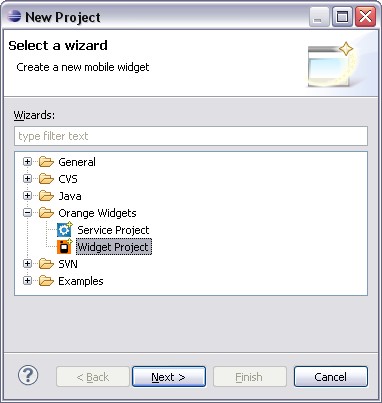 New Project
Select a wizard
Create a new mobile widget
Wizards:
type filter text
General
CVS
Java
Orange Widgets
Service Project
Widget Project
SVN
Examples
? < Back Next > Finish Cancel